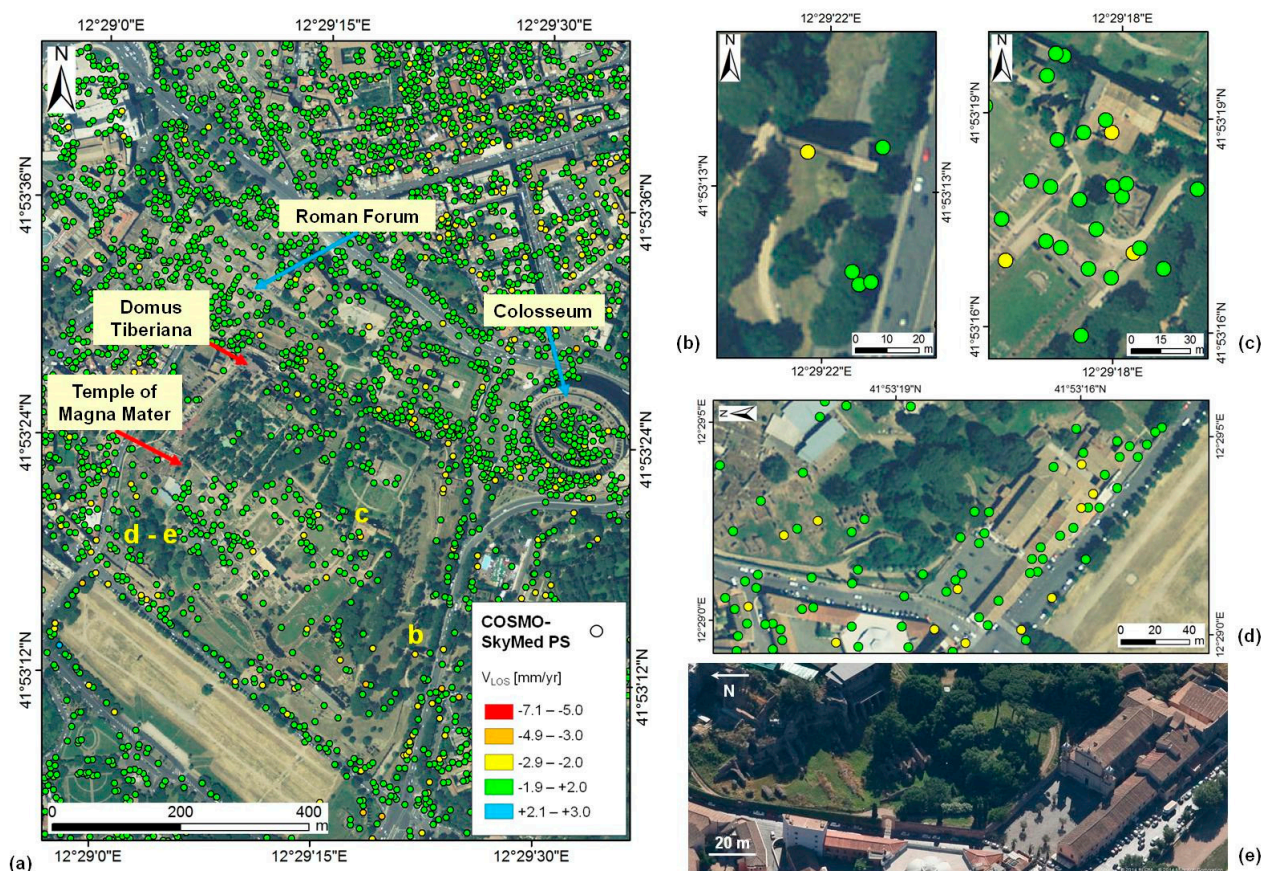 12°29'0"E
12°29'15"E
12°29'30"E
N
41°53'36"N
41°53'24"N
41°53'12"N
41°53'36"N
41°53'24"N
41°53'12"N
Roman Forum
Domus
Tiberiana
Colosseum
Temple of
Magna Mater
c
d - e
b
COSMO-
SkyMed PS
VLOS [mm/yr]
-7.1 – -5.0
-4.9 – -3.0
-2.9 – -2.0
-1.9 – +2.0
+2.1 – +3.0
0 200 400
m
(a)
12°29'0"E
12°29'15"E
12°29'30"E
12°29'22"E
N
41°53'13"N
41°53'13"N
0 10 20
m
(b)
12°29'22"E
12°29'18"E
N
41°53'19"N
41°53'19"N
41°53'16"N
41°53'16"N
0 15 30
m
(c)
12°29'18"E
41°53'19"N
41°53'16"N
N
12°29'5"E
12°29'5"E
12°29'0"E
12°29'0"E
0 20 40
m
(d)
N
20 m
(e)